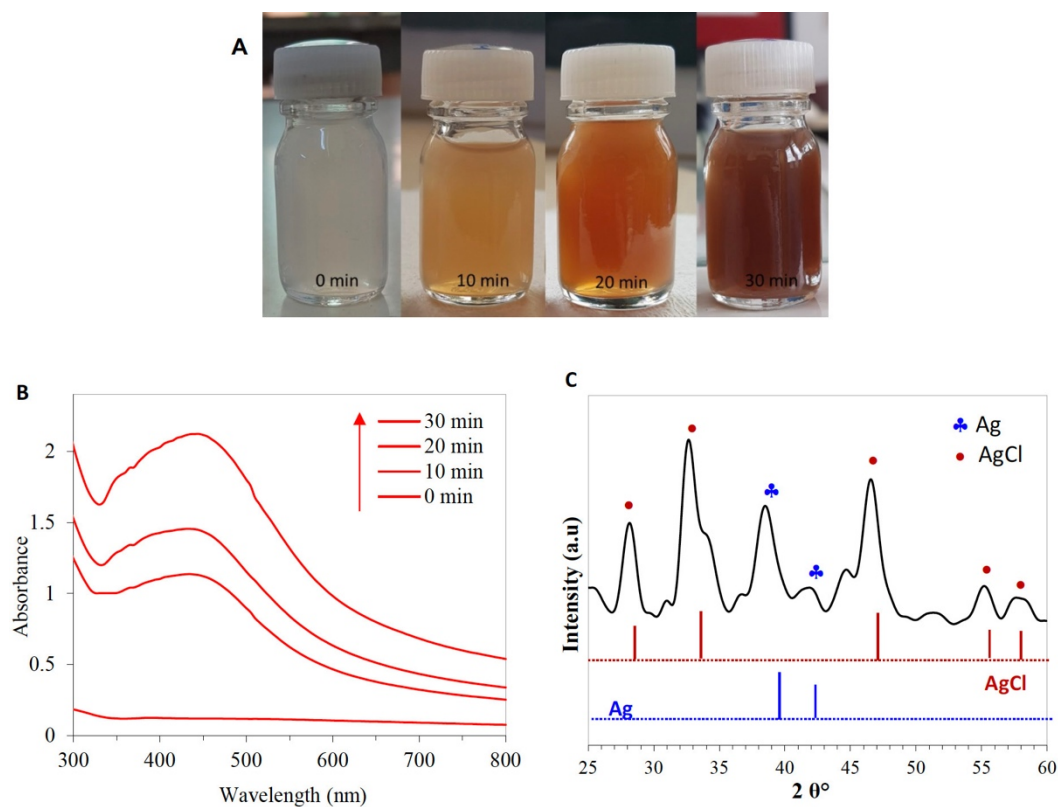 A
0 min
10 min
20 min
30 min
B
Absorbance
2
1.5
1
0.5
0
300
400
500
600
700
800
Wavelength (nm)
30 min
20 min
10 min
0 min
C
Intensity (a.u)
Ag
AgCl
AgCl
Ag
25
30
35
40
45
50
55
60
2 θ°